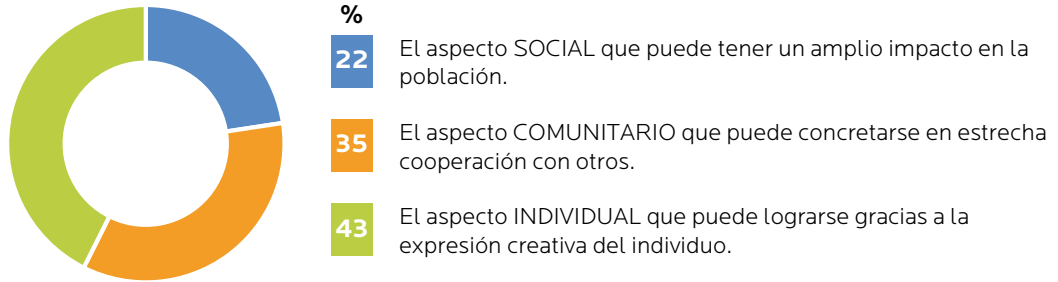 %
22
El aspecto SOCIAL que puede tener un amplio impacto en la
población.
35
El aspecto COMUNITARIO que puede concretarse en estrecha
cooperación con otros.
43
El aspecto INDIVIDUAL que puede lograrse gracias a la
expresión creativa del individuo.